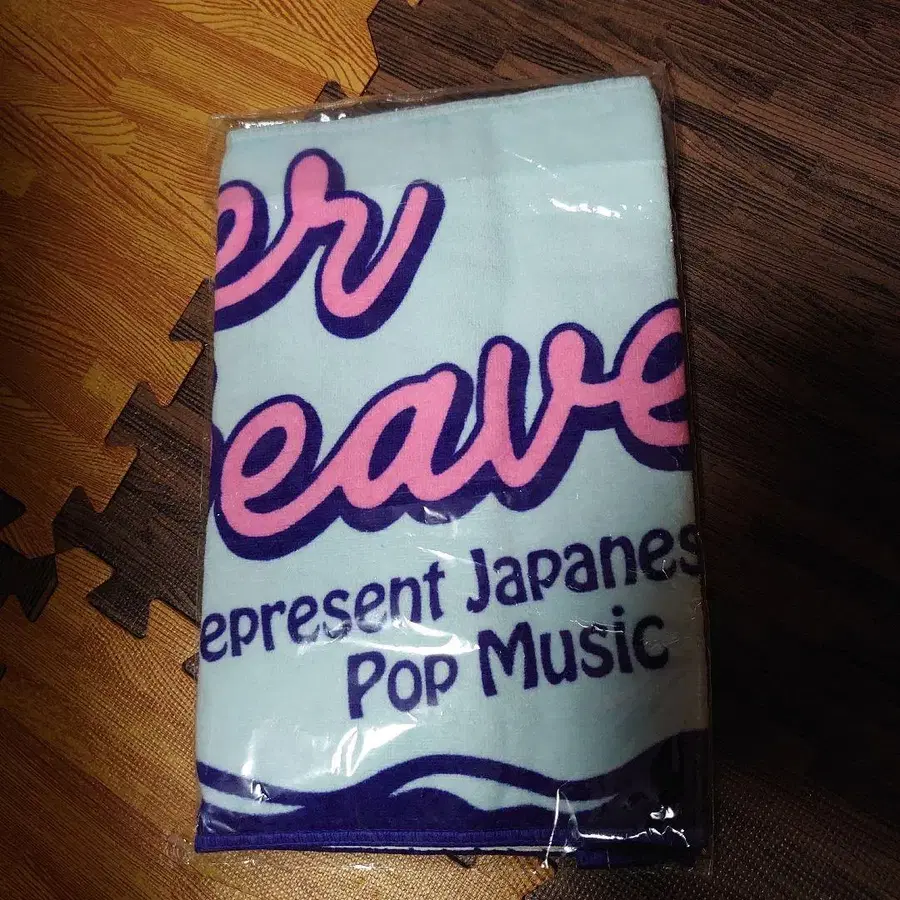 er
eave
epresent Japanes
Pop Music